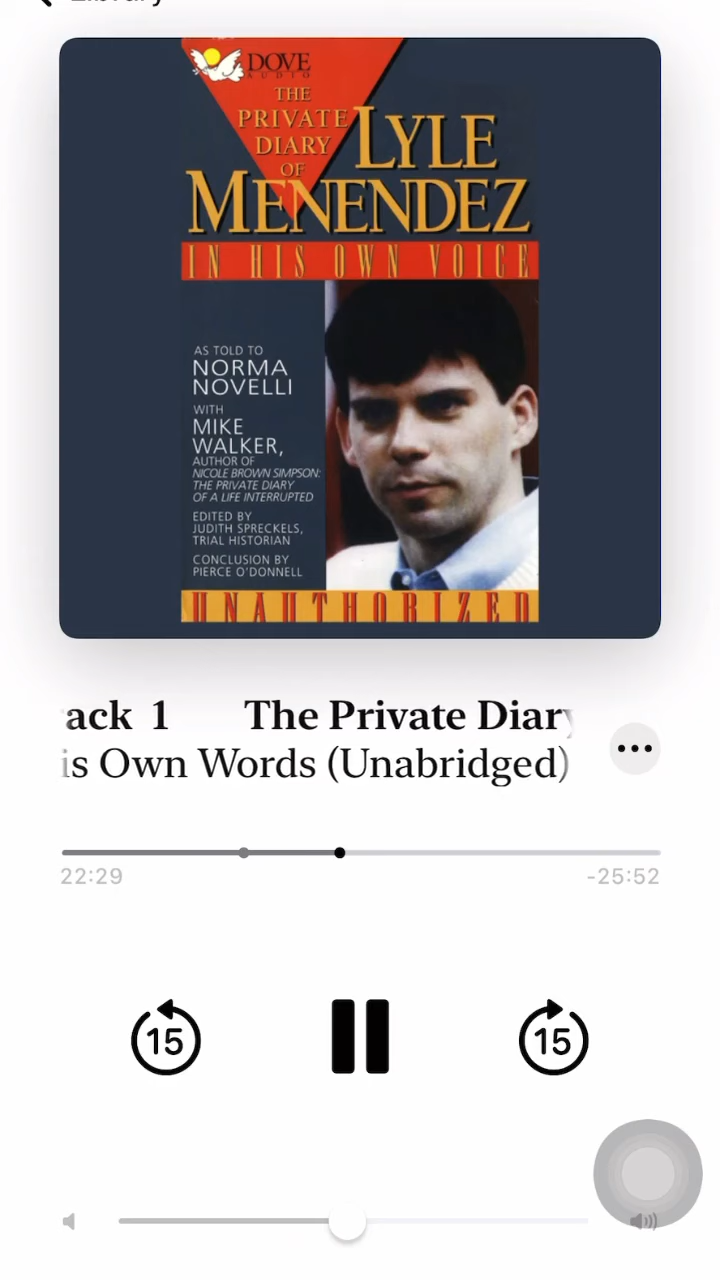 Library
DOVE
AUDIO
THE
PRIVATE
DIARY
OF
LYLE
MENENDEZ
IN HIS OWN VOICE
AS TOLD TO
NORMA
NOVELLI
WITH
MIKE
WALKER,
AUTHOR OF
NICOLE BROWN SIMPSON:
THE PRIVATE DIARY
OF A LIFE INTERRUPTED
EDITED BY
JUDITH SPRECKELS,
TRIAL HISTORIAN
CONCLUSION BY
PIERCE O'DONNELL
UNAUTHORIZED
ack 1 The Private Diary
is Own Words (Unabridged)
22:29 -25:52
15 15